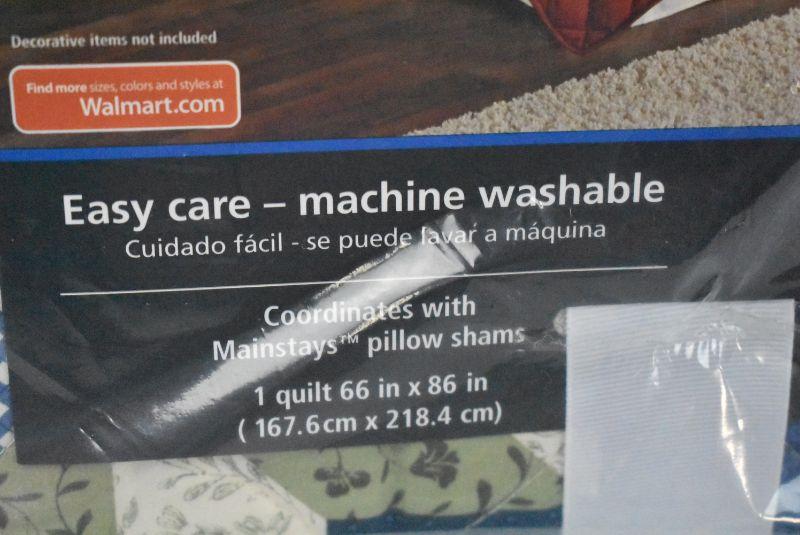 Decorative items not included
Find more sizes, colors and styles at
Walmart.com
Easy care – machine washable
Cuidado fácil - se puede lavar a máquina
Coordinates with
Mainstays™ pillow shams
1 quilt 66 in x 86 in
( 167.6cm x 218.4 cm)